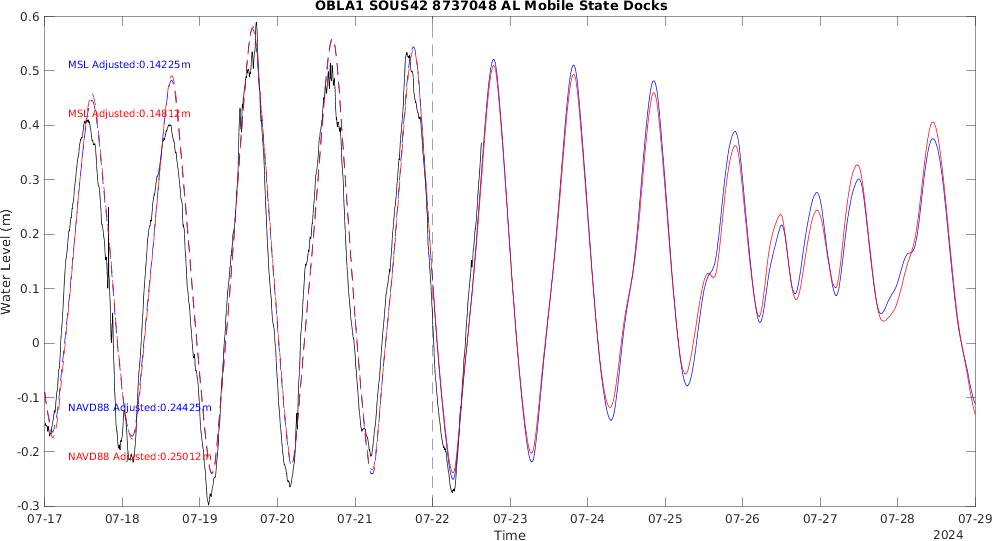 OBLA1 SOUS42 8737048 AL Mobile State Docks
0.6
0.5
0.4
0.3
0.2
0.1
0
-0.1
-0.2
-0.3
Water Level (m)
MSL Adjusted:0.14225m
MSL Adjusted:0.14812m
NAVD88 Adjusted:0.24425m
NAVD88 Adjusted:0.25012m
07-17 07-18 07-19 07-20 07-21 07-22 07-23 07-24 07-25 07-26 07-27 07-28 07-29
Time
2024